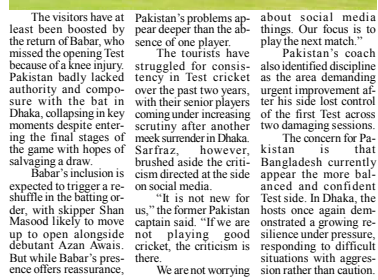 The visitors have at
least been boosted by
the return of Babar, who
missed the opening Test
because of a knee injury.
Pakistan badly lacked
authority and compo-
sure with the bat in
Dhaka, collapsing in key
moments despite enter-
ing the final stages of
the game with hopes of
salvaging a draw.
Babar's inclusion is
expected to trigger a re-
shuffle in the batting or-
der, with skipper Shan
Masood likely to move
up to open alongside
debutant Azan Awais.
But while Babar's pres-
ence offers reassurance,
Pakistan's problems ap-
pear deeper than the ab-
sence of one player.
The tourists have
struggled for consis-
tency in Test cricket
over the past two years,
with their senior players
coming under increasing
scrutiny after another
meek surrender in Dhaka.
Sarfraz, however,
brushed aside the criti-
cism directed at the side
on social media.
"It is not new for
us," the former Pakistan
captain said. "If we are
not playing good
cricket, the criticism is
there.
We are not worrying
about social media
things. Our focus is to
play the next match."
Pakistan's coach
also identified discipline
as the area demanding
urgent improvement af-
ter his side lost control
of the first Test across
two damaging sessions.
The concern for Pa-
kistan is that
Bangladesh currently
appear the more bal-
anced and confident
Test side. In Dhaka, the
hosts once again dem-
onstrated a growing re-
silience under pressure,
responding to difficult
situations with aggres-
sion rather than caution.